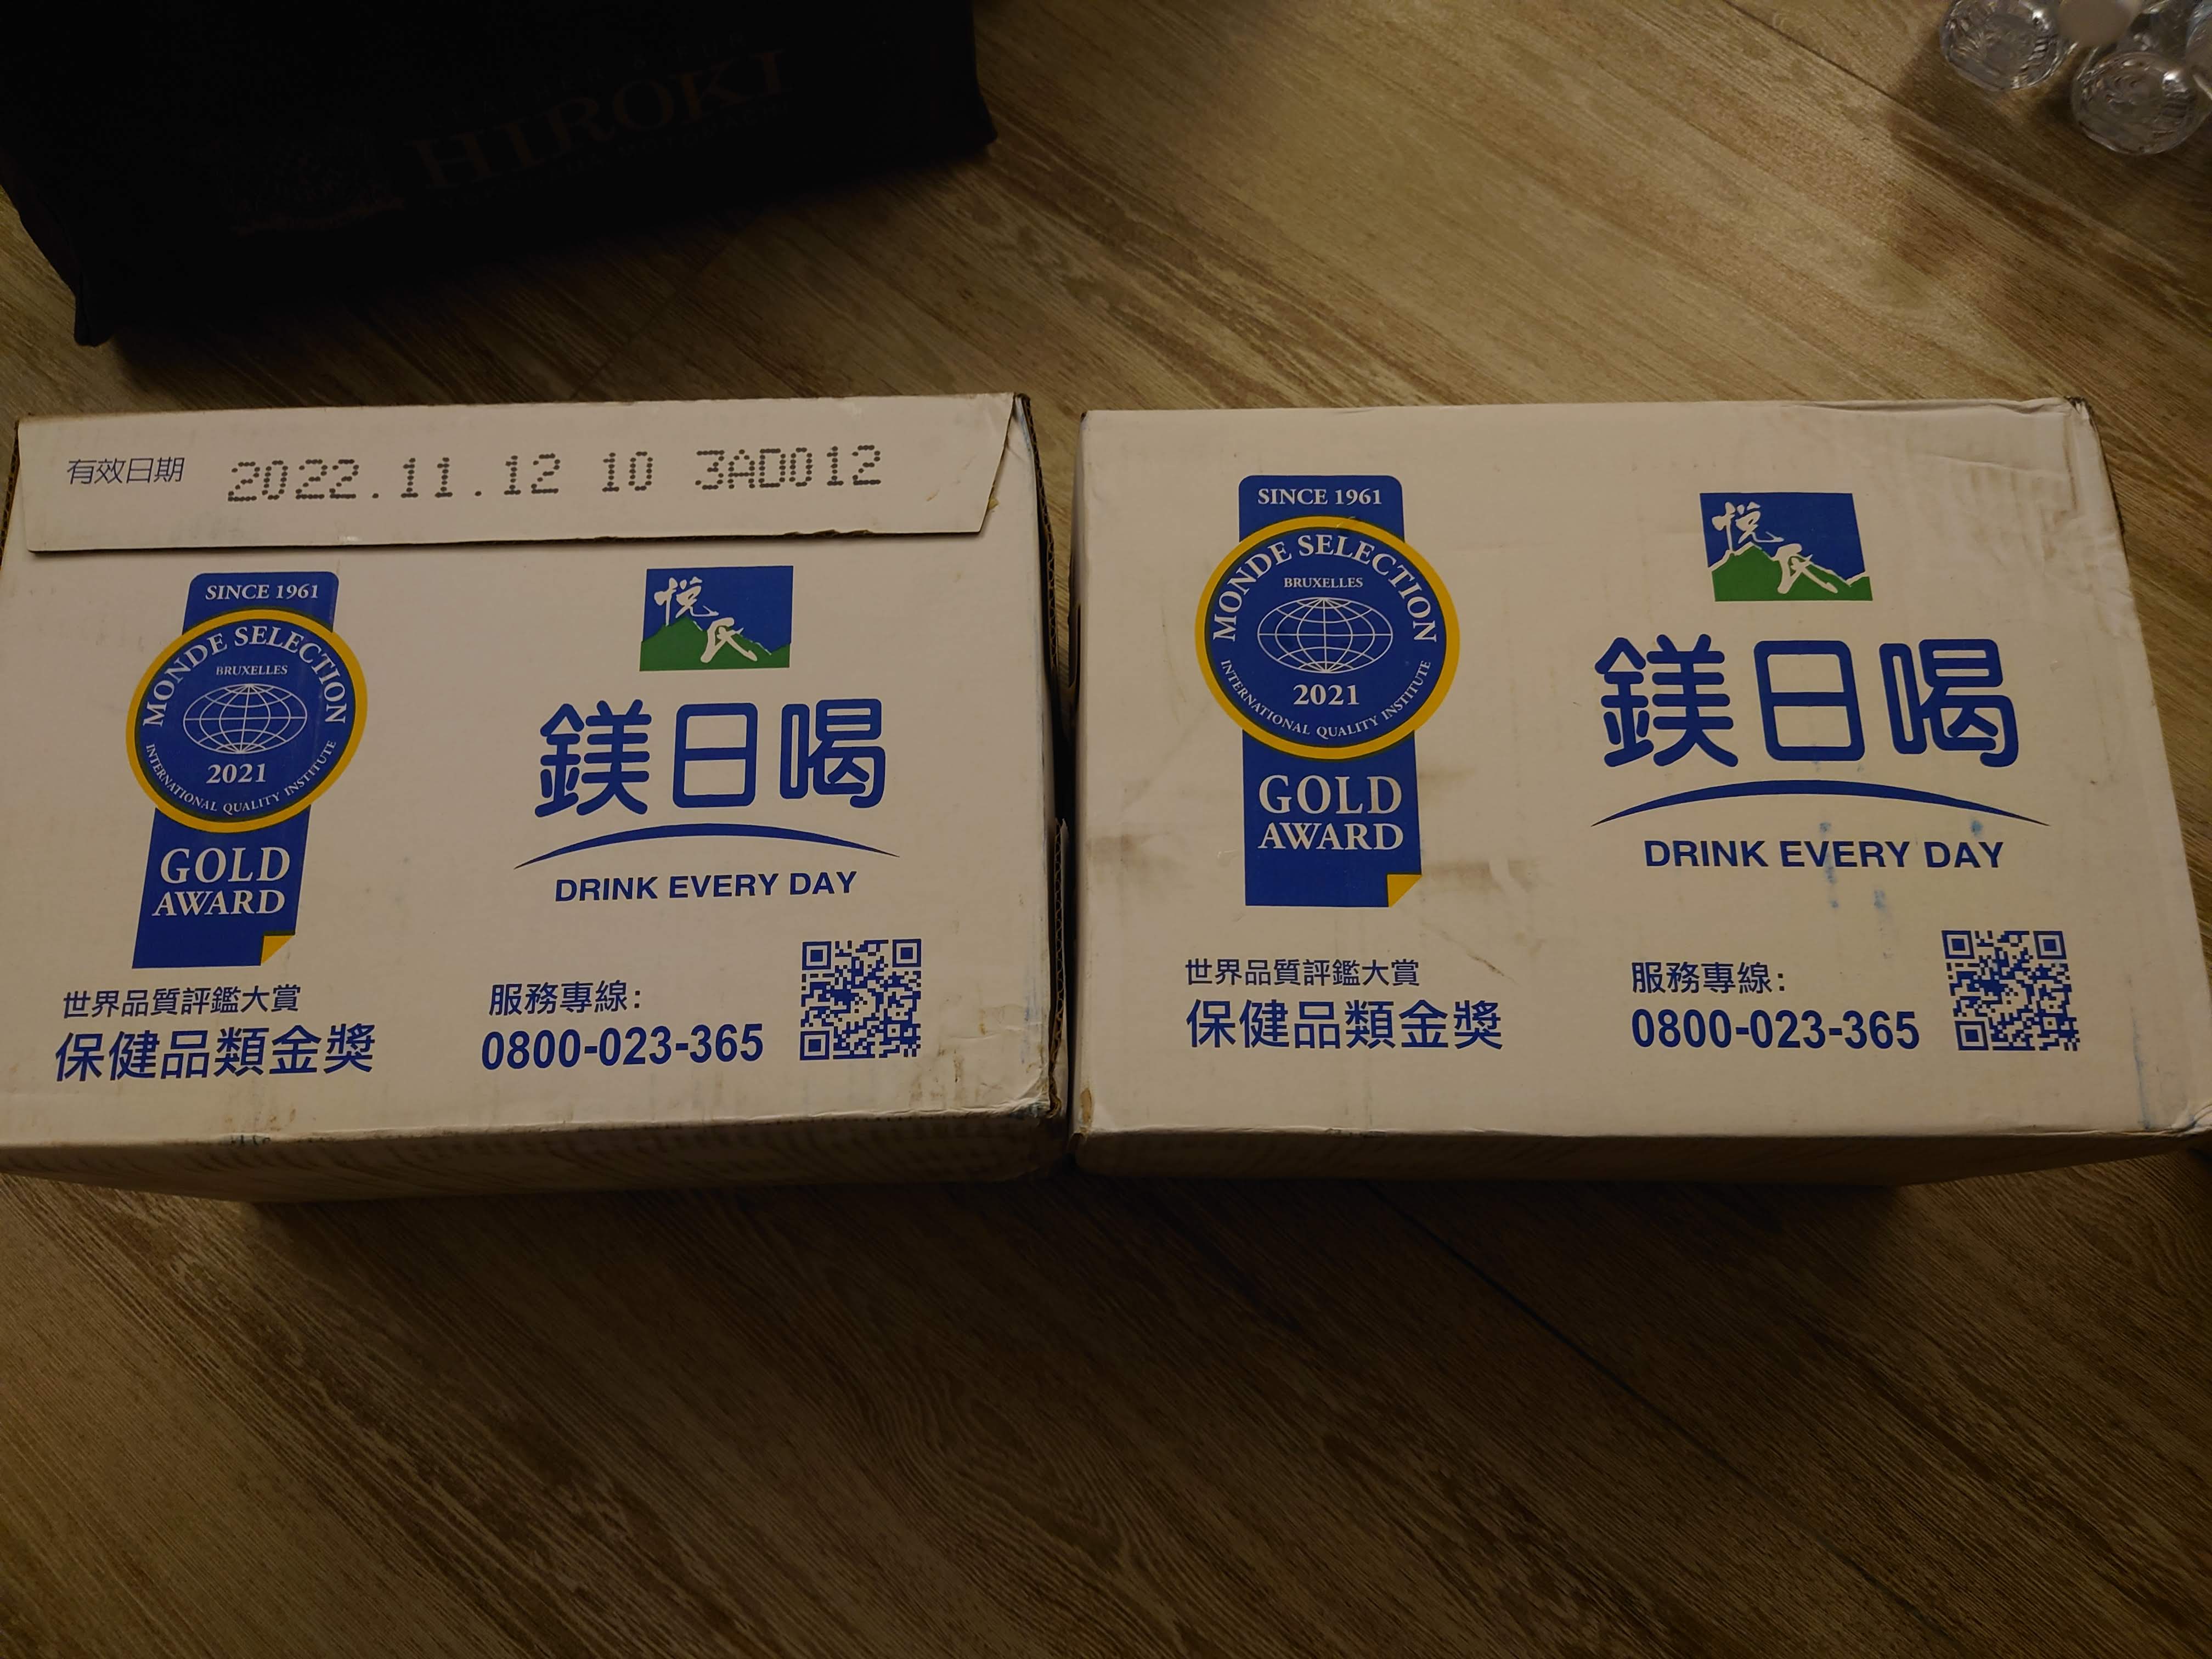 HIROKI
有效日期 2022.11.12 10 3AD012
SINCE 1961
MONDE SELECTION
BRUXELLES
2021
INTERNATIONAL QUALITY INSTITUTE
GOLD
AWARD
世界品質評鑑大賞
保健品類金獎
悅氏
鎂日喝
DRINK EVERY DAY
服務專線:
0800-023-365
SINCE 1961
MONDE SELECTION
BRUXELLES
2021
INTERNATIONAL QUALITY INSTITUTE
GOLD
AWARD
世界品質評鑑大賞
保健品類金獎
悅氏
鎂日喝
DRINK EVERY DAY
服務專線:
0800-023-365